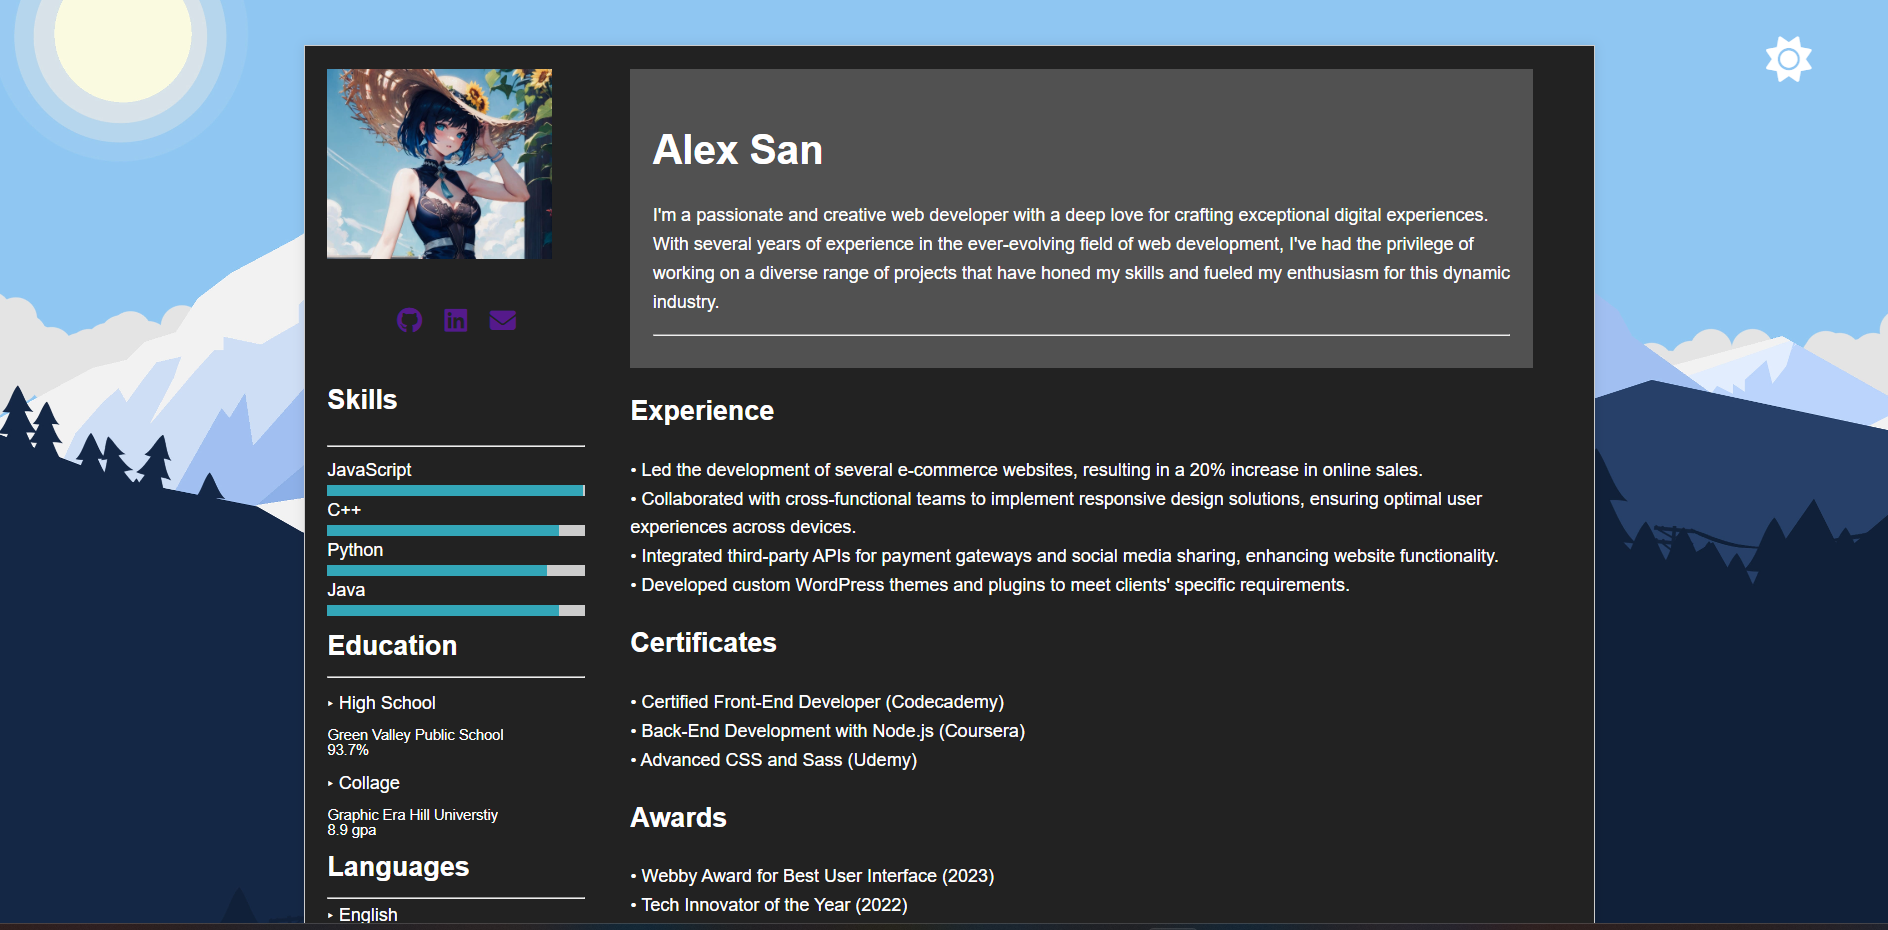 Alex San
I'm a passionate and creative web developer with a deep love for crafting exceptional digital experiences.
With several years of experience in the ever-evolving field of web development, I've had the privilege of
working on a diverse range of projects that have honed my skills and fueled my enthusiasm for this dynamic
industry.
Skills
JavaScript
C++
Python
Java
Education
‣ High School
Green Valley Public School
93.7%
‣ Collage
Graphic Era Hill Universtiy
8.9 gpa
Languages
‣ English
Experience
• Led the development of several e-commerce websites, resulting in a 20% increase in online sales.
• Collaborated with cross-functional teams to implement responsive design solutions, ensuring optimal user
experiences across devices.
• Integrated third-party APIs for payment gateways and social media sharing, enhancing website functionality.
• Developed custom WordPress themes and plugins to meet clients' specific requirements.
Certificates
• Certified Front-End Developer (Codecademy)
• Back-End Development with Node.js (Coursera)
• Advanced CSS and Sass (Udemy)
Awards
• Webby Award for Best User Interface (2023)
• Tech Innovator of the Year (2022)